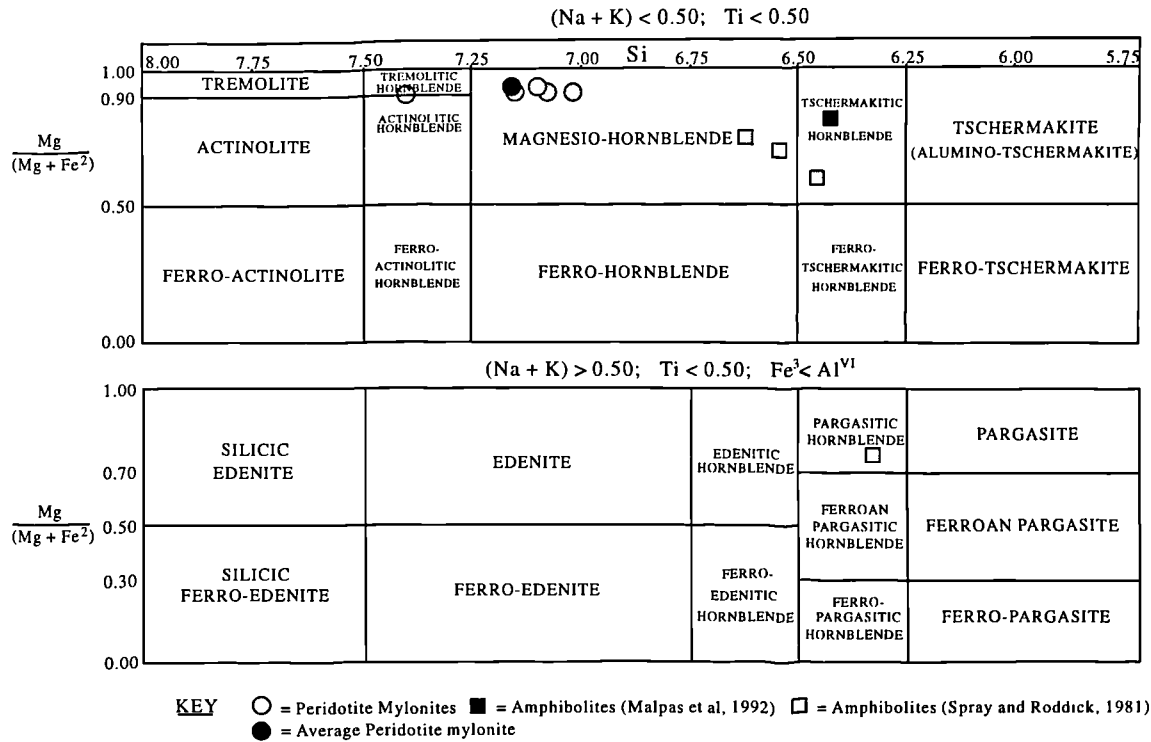 (Na + K) < 0.50; Ti < 0.50
Si
8.00 7.75 7.50 7.25 7.00 6.75 6.50 6.25 6.00 5.75
1.00
0.90
0.50
0.00
Mg
(Mg + Fe²)
TREMOLITE
TREMOLITIC
HORNBLENDE
ACTINOLITE
ACTINOLITIC
HORNBLENDE
MAGNESIO-HORNBLENDE
TSCHERMAKITIC
HORNBLENDE
TSCHERMAKITE
(ALUMINO-TSCHERMAKITE)
FERRO-ACTINOLITE
FERRO-
ACTINOLITIC
HORNBLENDE
FERRO-HORNBLENDE
FERRO-
TSCHERMAKITIC
HORNBLENDE
FERRO-TSCHERMAKITE
(Na + K) > 0.50; Ti < 0.50; Fe³< Al^VI
1.00
0.70
0.50
0.30
0.00
Mg
(Mg + Fe²)
SILICIC
EDENITE
EDENITE
EDENITIC
HORNBLENDE
PARGASITIC
HORNBLENDE
PARGASITE
FERROAN
PARGASITIC
HORNBLENDE
FERROAN PARGASITE
SILICIC
FERRO-EDENITE
FERRO-EDENITE
FERRO-
EDENITIC
HORNBLENDE
FERRO-
PARGASITIC
HORNBLENDE
FERRO-PARGASITE
KEY
= Peridotite Mylonites
= Amphibolites (Malpas et al, 1992)
= Amphibolites (Spray and Roddick, 1981)
= Average Peridotite mylonite